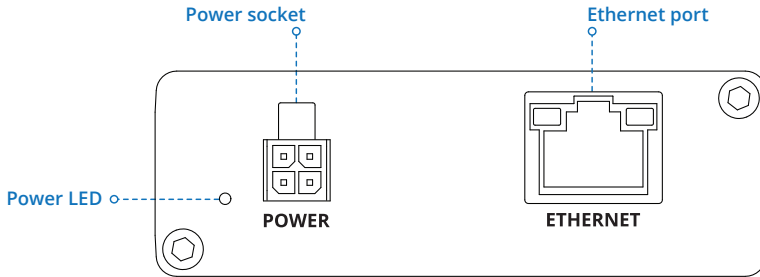 Power socket
Ethernet port
Power LED
POWER
ETHERNET